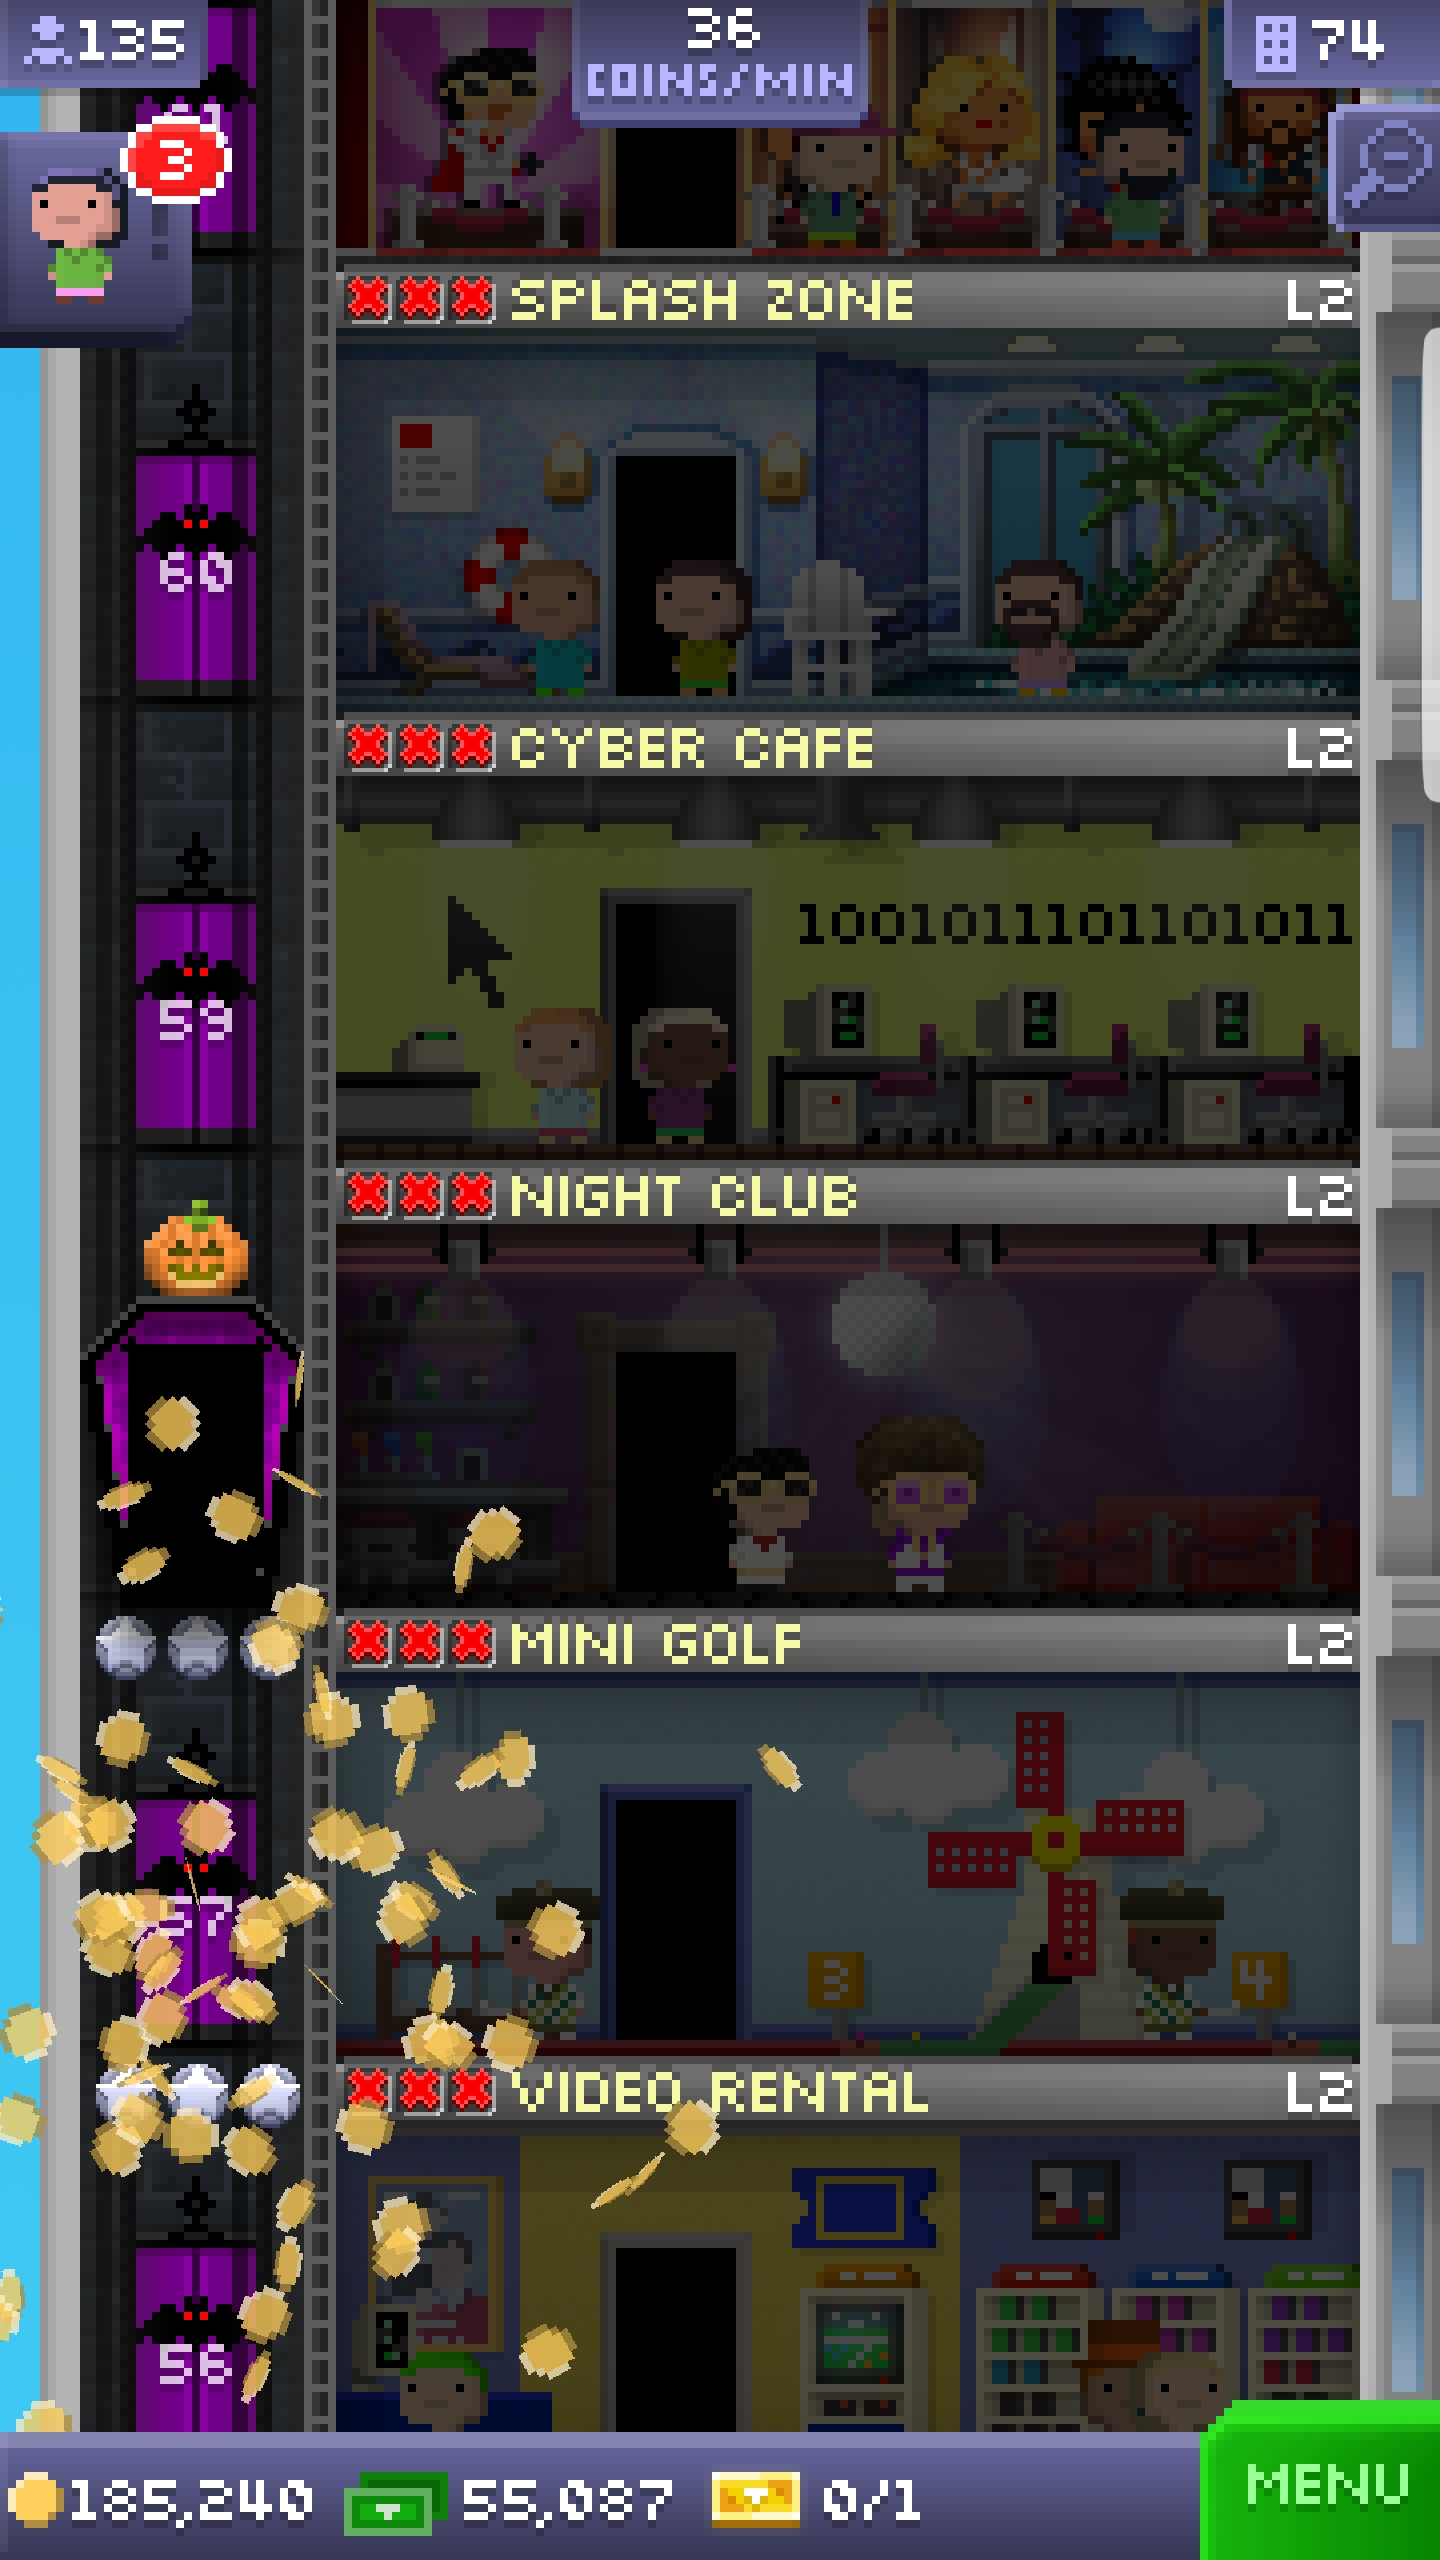 135
36
COINS/MIN
74
3
SPLASH ZONE L2
60
CYBER CAFE L2
59
1001011101101011
NIGHT CLUB L2
MINI GOLF L2
57
3
4
VIDEO RENTAL L2
56
185,240
55,087
0/1
MENU